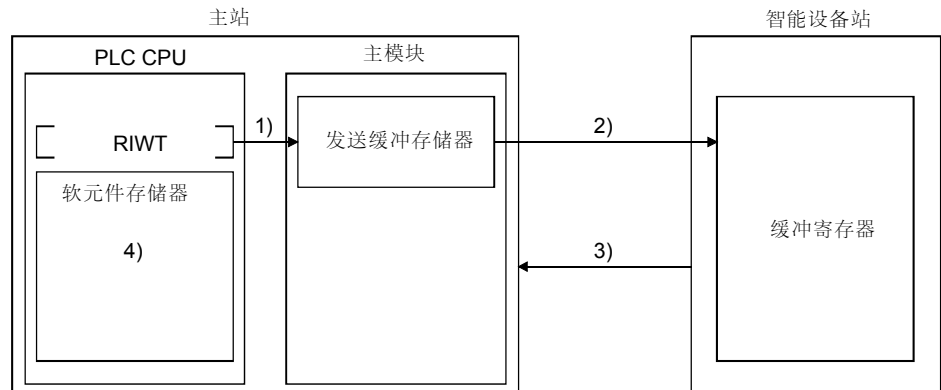 主站
智能设备站
PLC CPU
主模块
RIWT
1)
发送缓冲存储器
2)
软元件存储器
4)
3)
缓冲寄存器